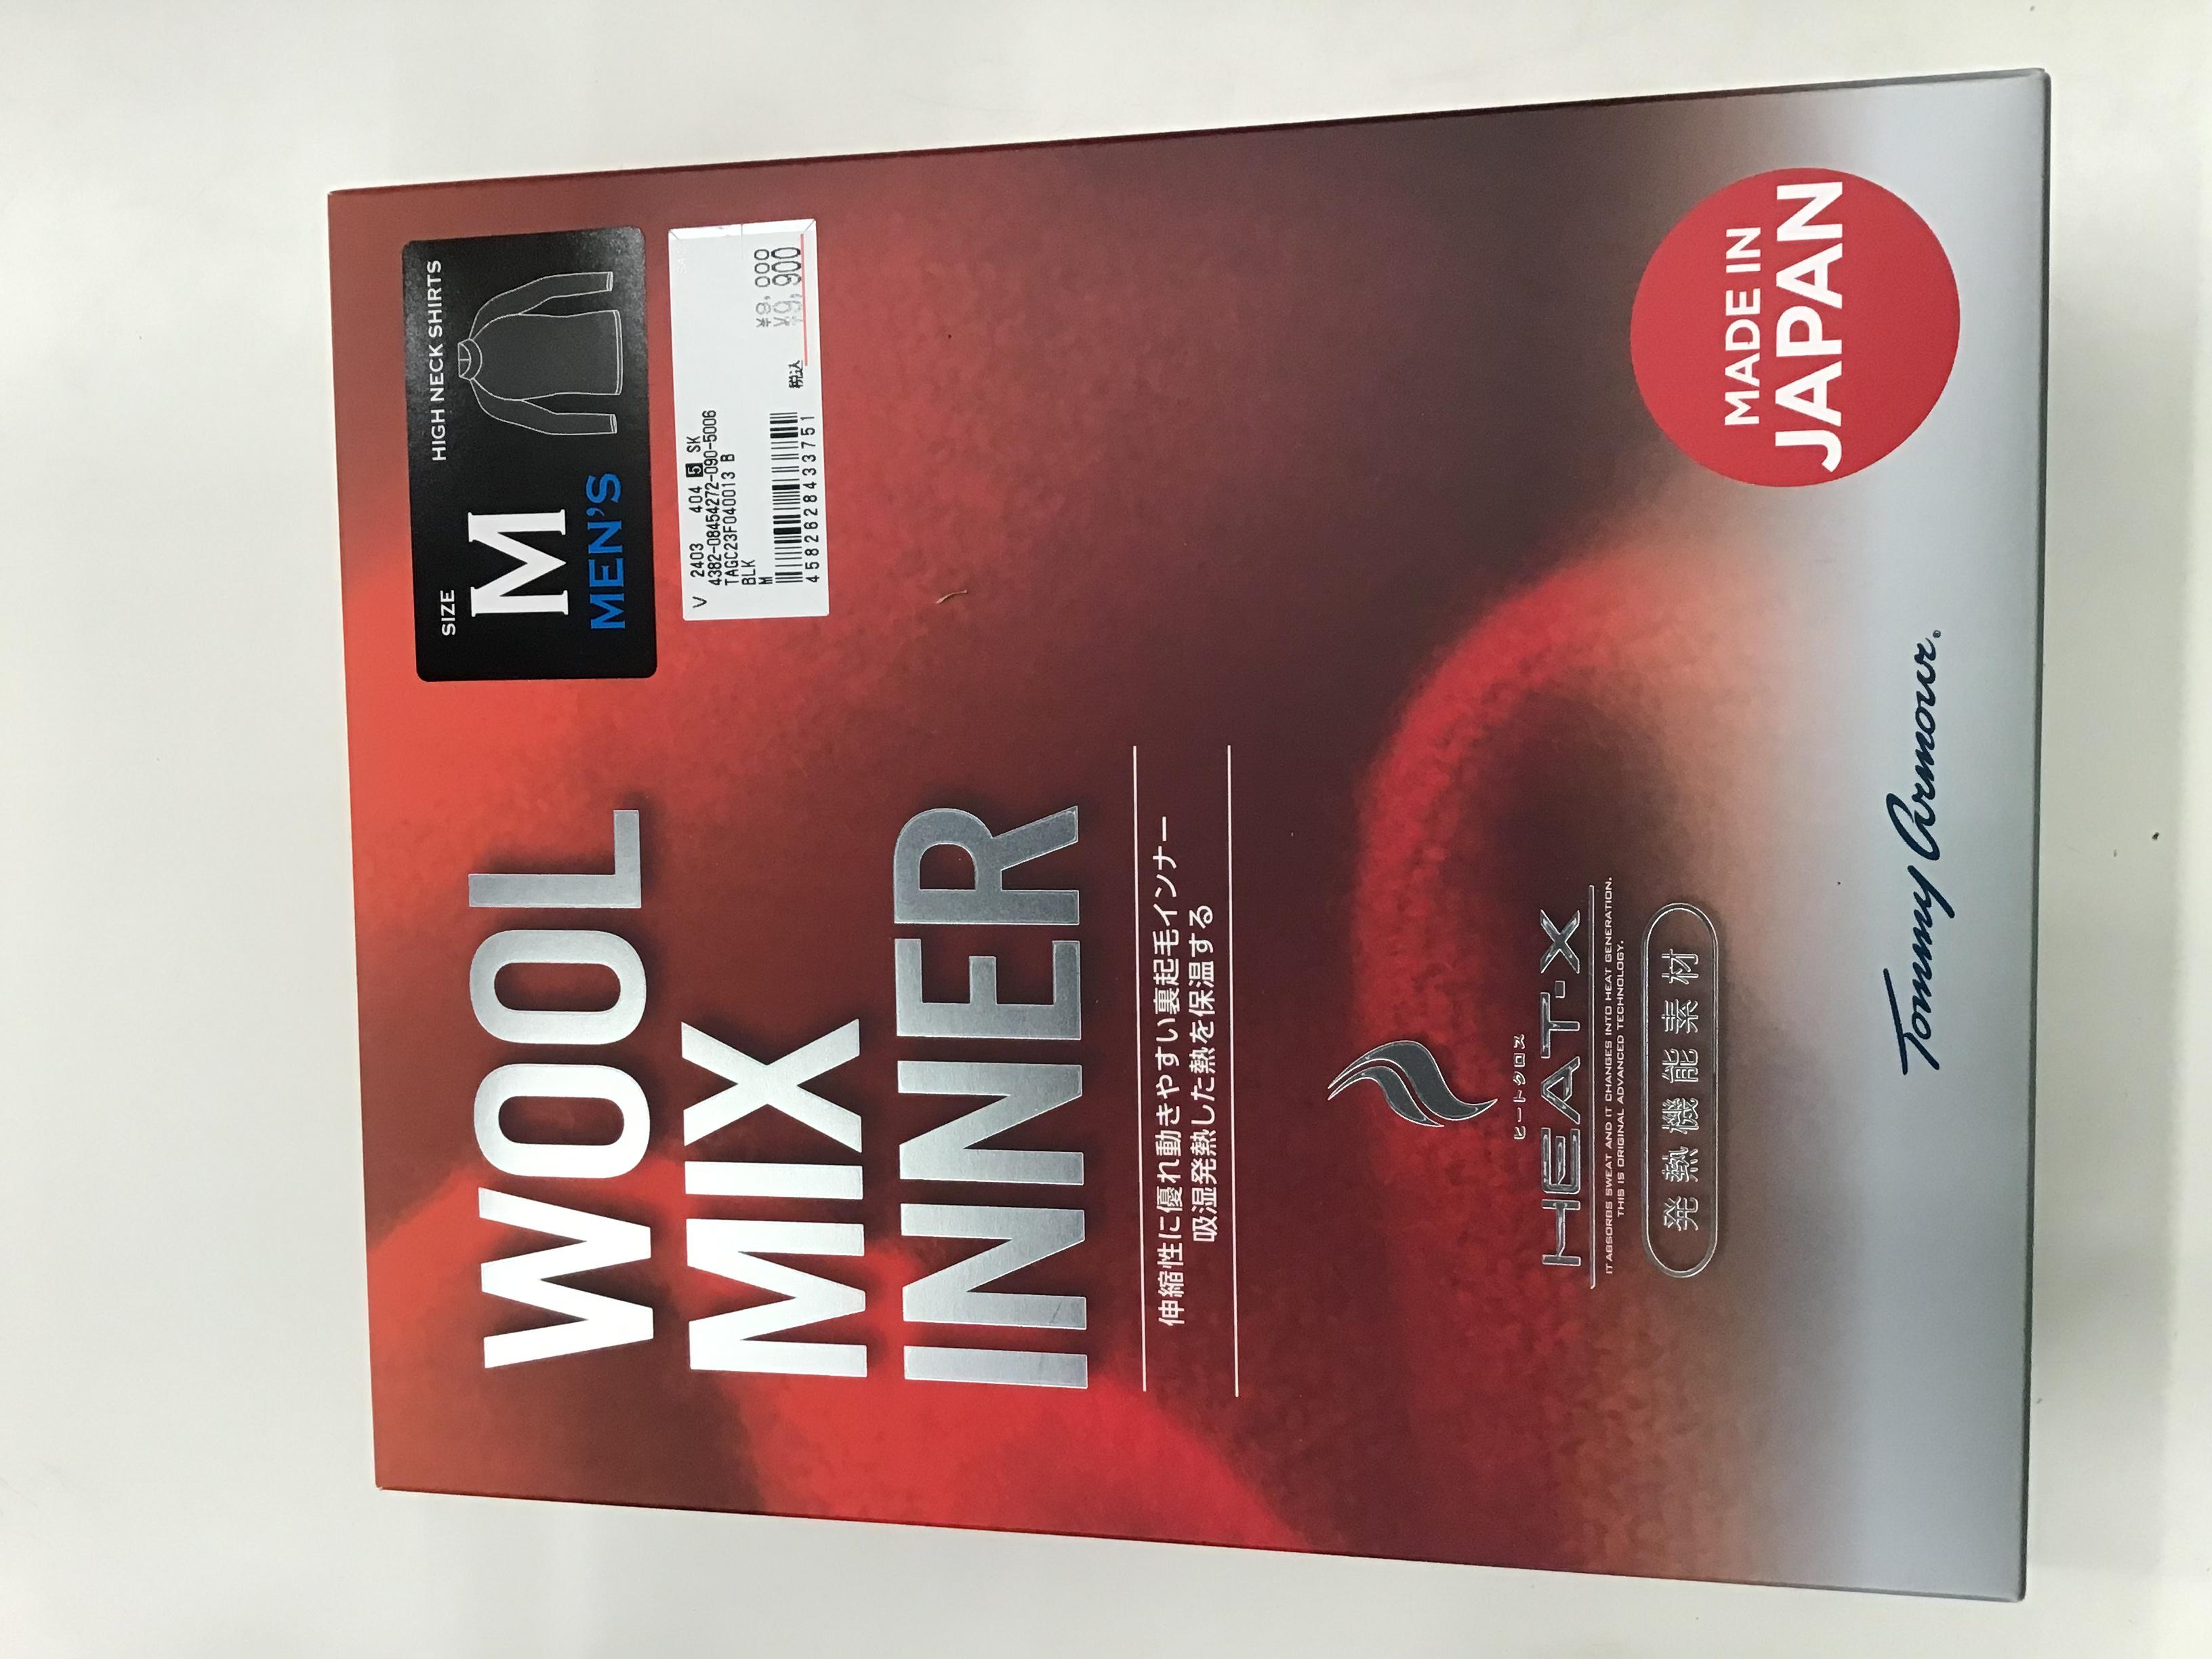 WOOL
MIX
INNER
伸縮性に優れ動きやすい裏起毛インナー
吸湿発熱した熱を保温する
SIZE
M
MEN'S
HIGH NECK SHIRTS
V 2403 404 5 SK
4382-08454272-090-5006
TAGC23F040013 B
BLK
M
¥9,000
税込 ¥9,900
4582628433751
ヒートクロス
HEAT-X
IT ABSORBS SWEAT AND IT CHANGES INTO HEAT GENERATION.
THIS IS ORIGINAL ADVANCED TECHNOLOGY.
発熱機能素材
Tommy Armour®
MADE IN
JAPAN